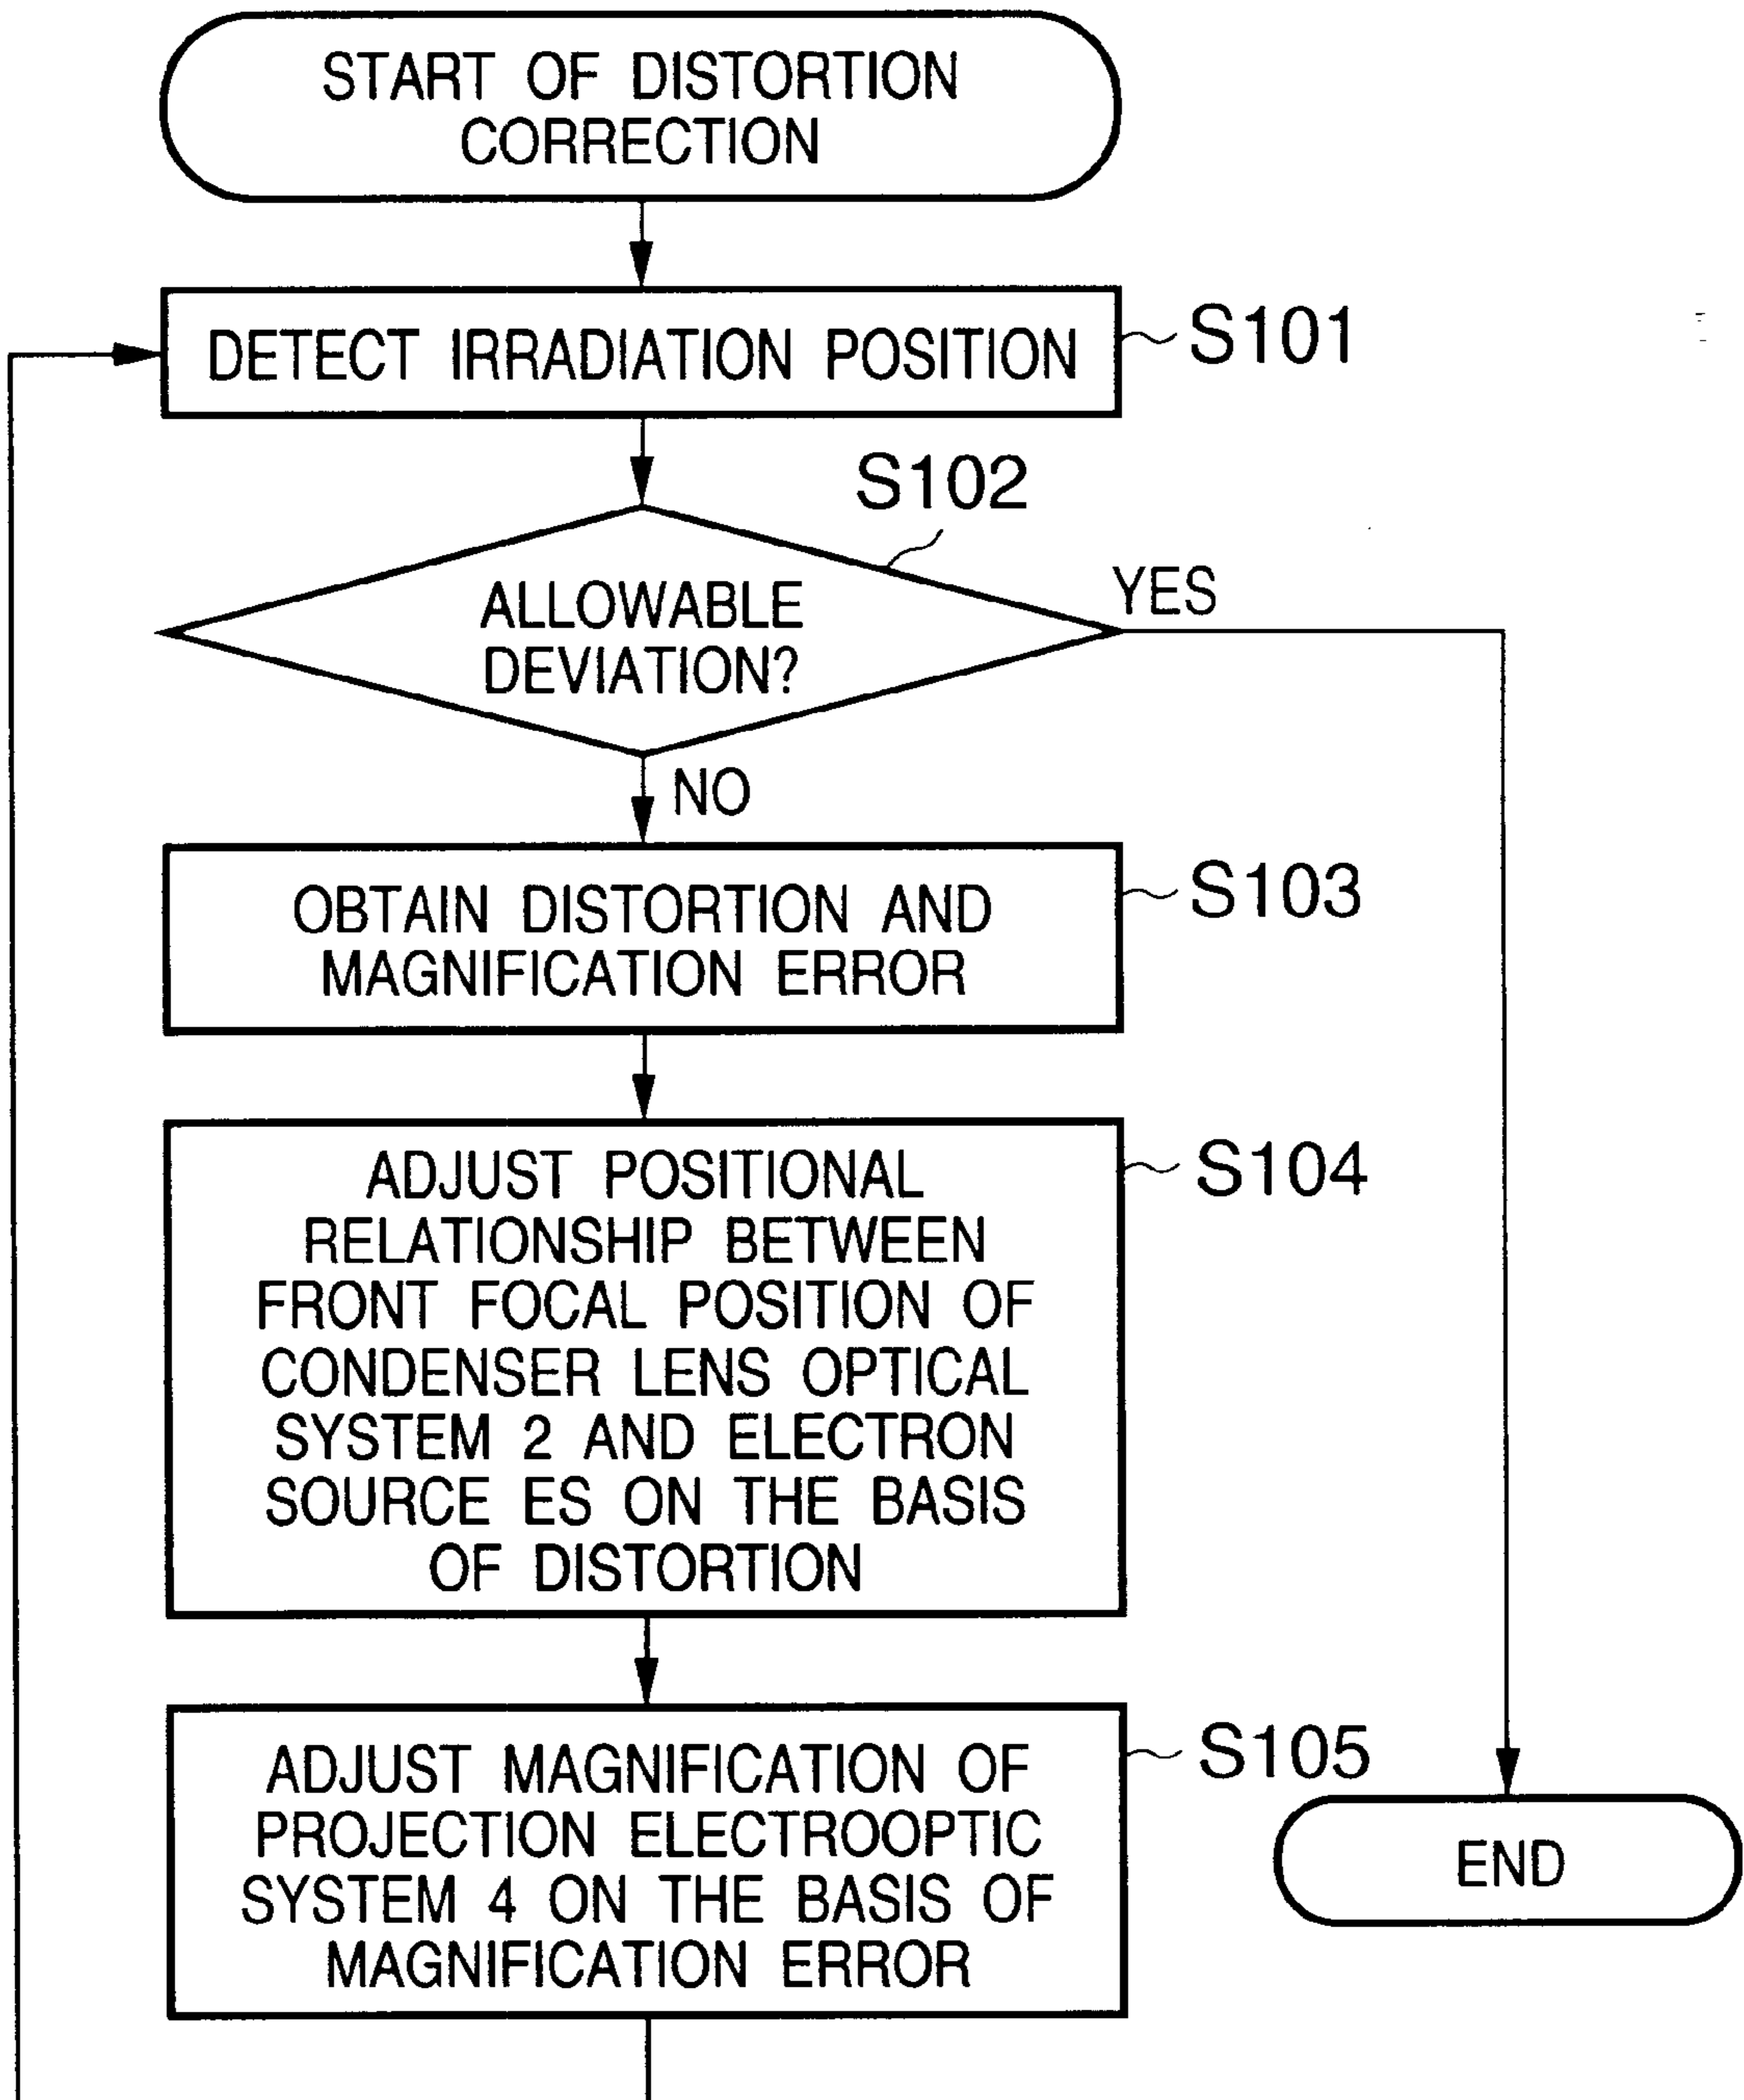 START OF DISTORTION
CORRECTION
DETECT IRRADIATION POSITION
S101
S102
ALLOWABLE
DEVIATION?
YES
NO
OBTAIN DISTORTION AND
MAGNIFICATION ERROR
S103
ADJUST POSITIONAL
RELATIONSHIP BETWEEN
FRONT FOCAL POSITION OF
CONDENSER LENS OPTICAL
SYSTEM 2 AND ELECTRON
SOURCE ES ON THE BASIS
OF DISTORTION
S104
ADJUST MAGNIFICATION OF
PROJECTION ELECTROOPTIC
SYSTEM 4 ON THE BASIS OF
MAGNIFICATION ERROR
S105
END